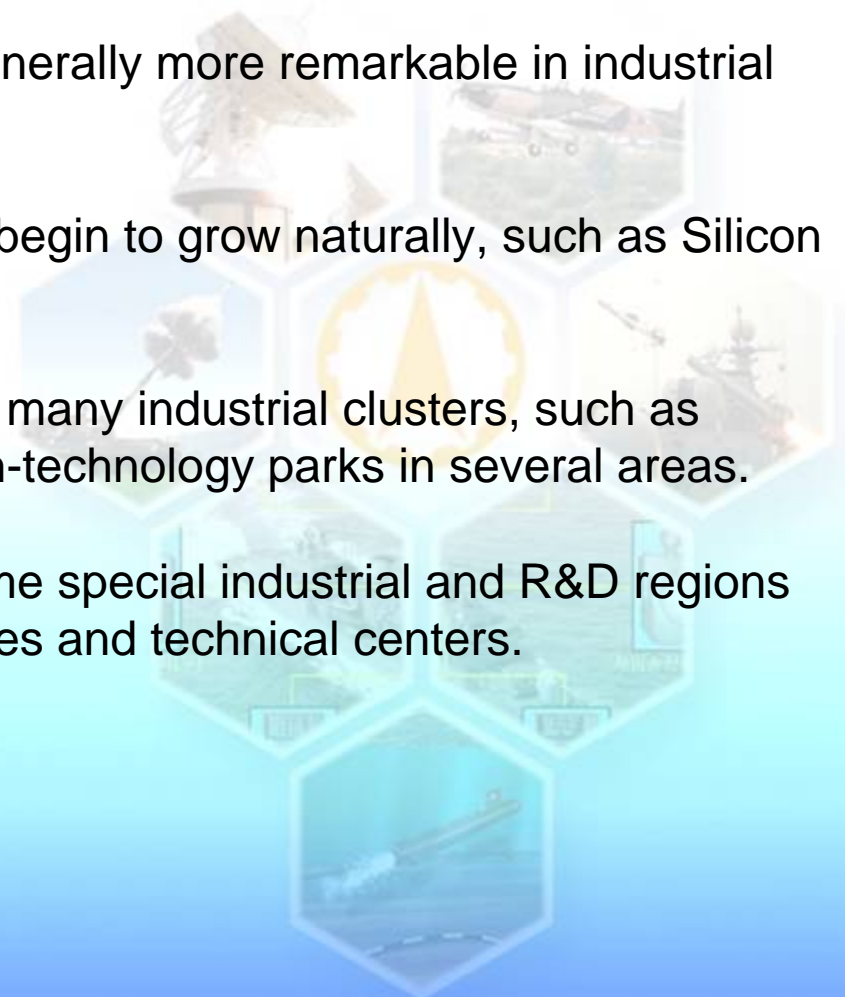 nerally more remarkable in industrial
begin to grow naturally, such as Silicon
many industrial clusters, such as
-technology parks in several areas.
me special industrial and R&D regions
es and technical centers.